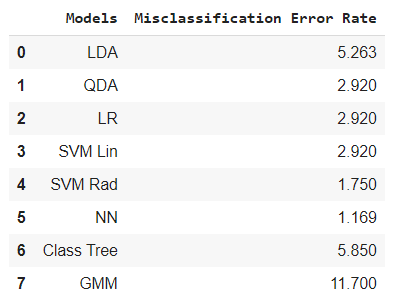 Models Misclassification Error Rate
0 LDA 5.263
1 QDA 2.920
2 LR 2.920
3 SVM Lin 2.920
4 SVM Rad 1.750
5 NN 1.169
6 Class Tree 5.850
7 GMM 11.700